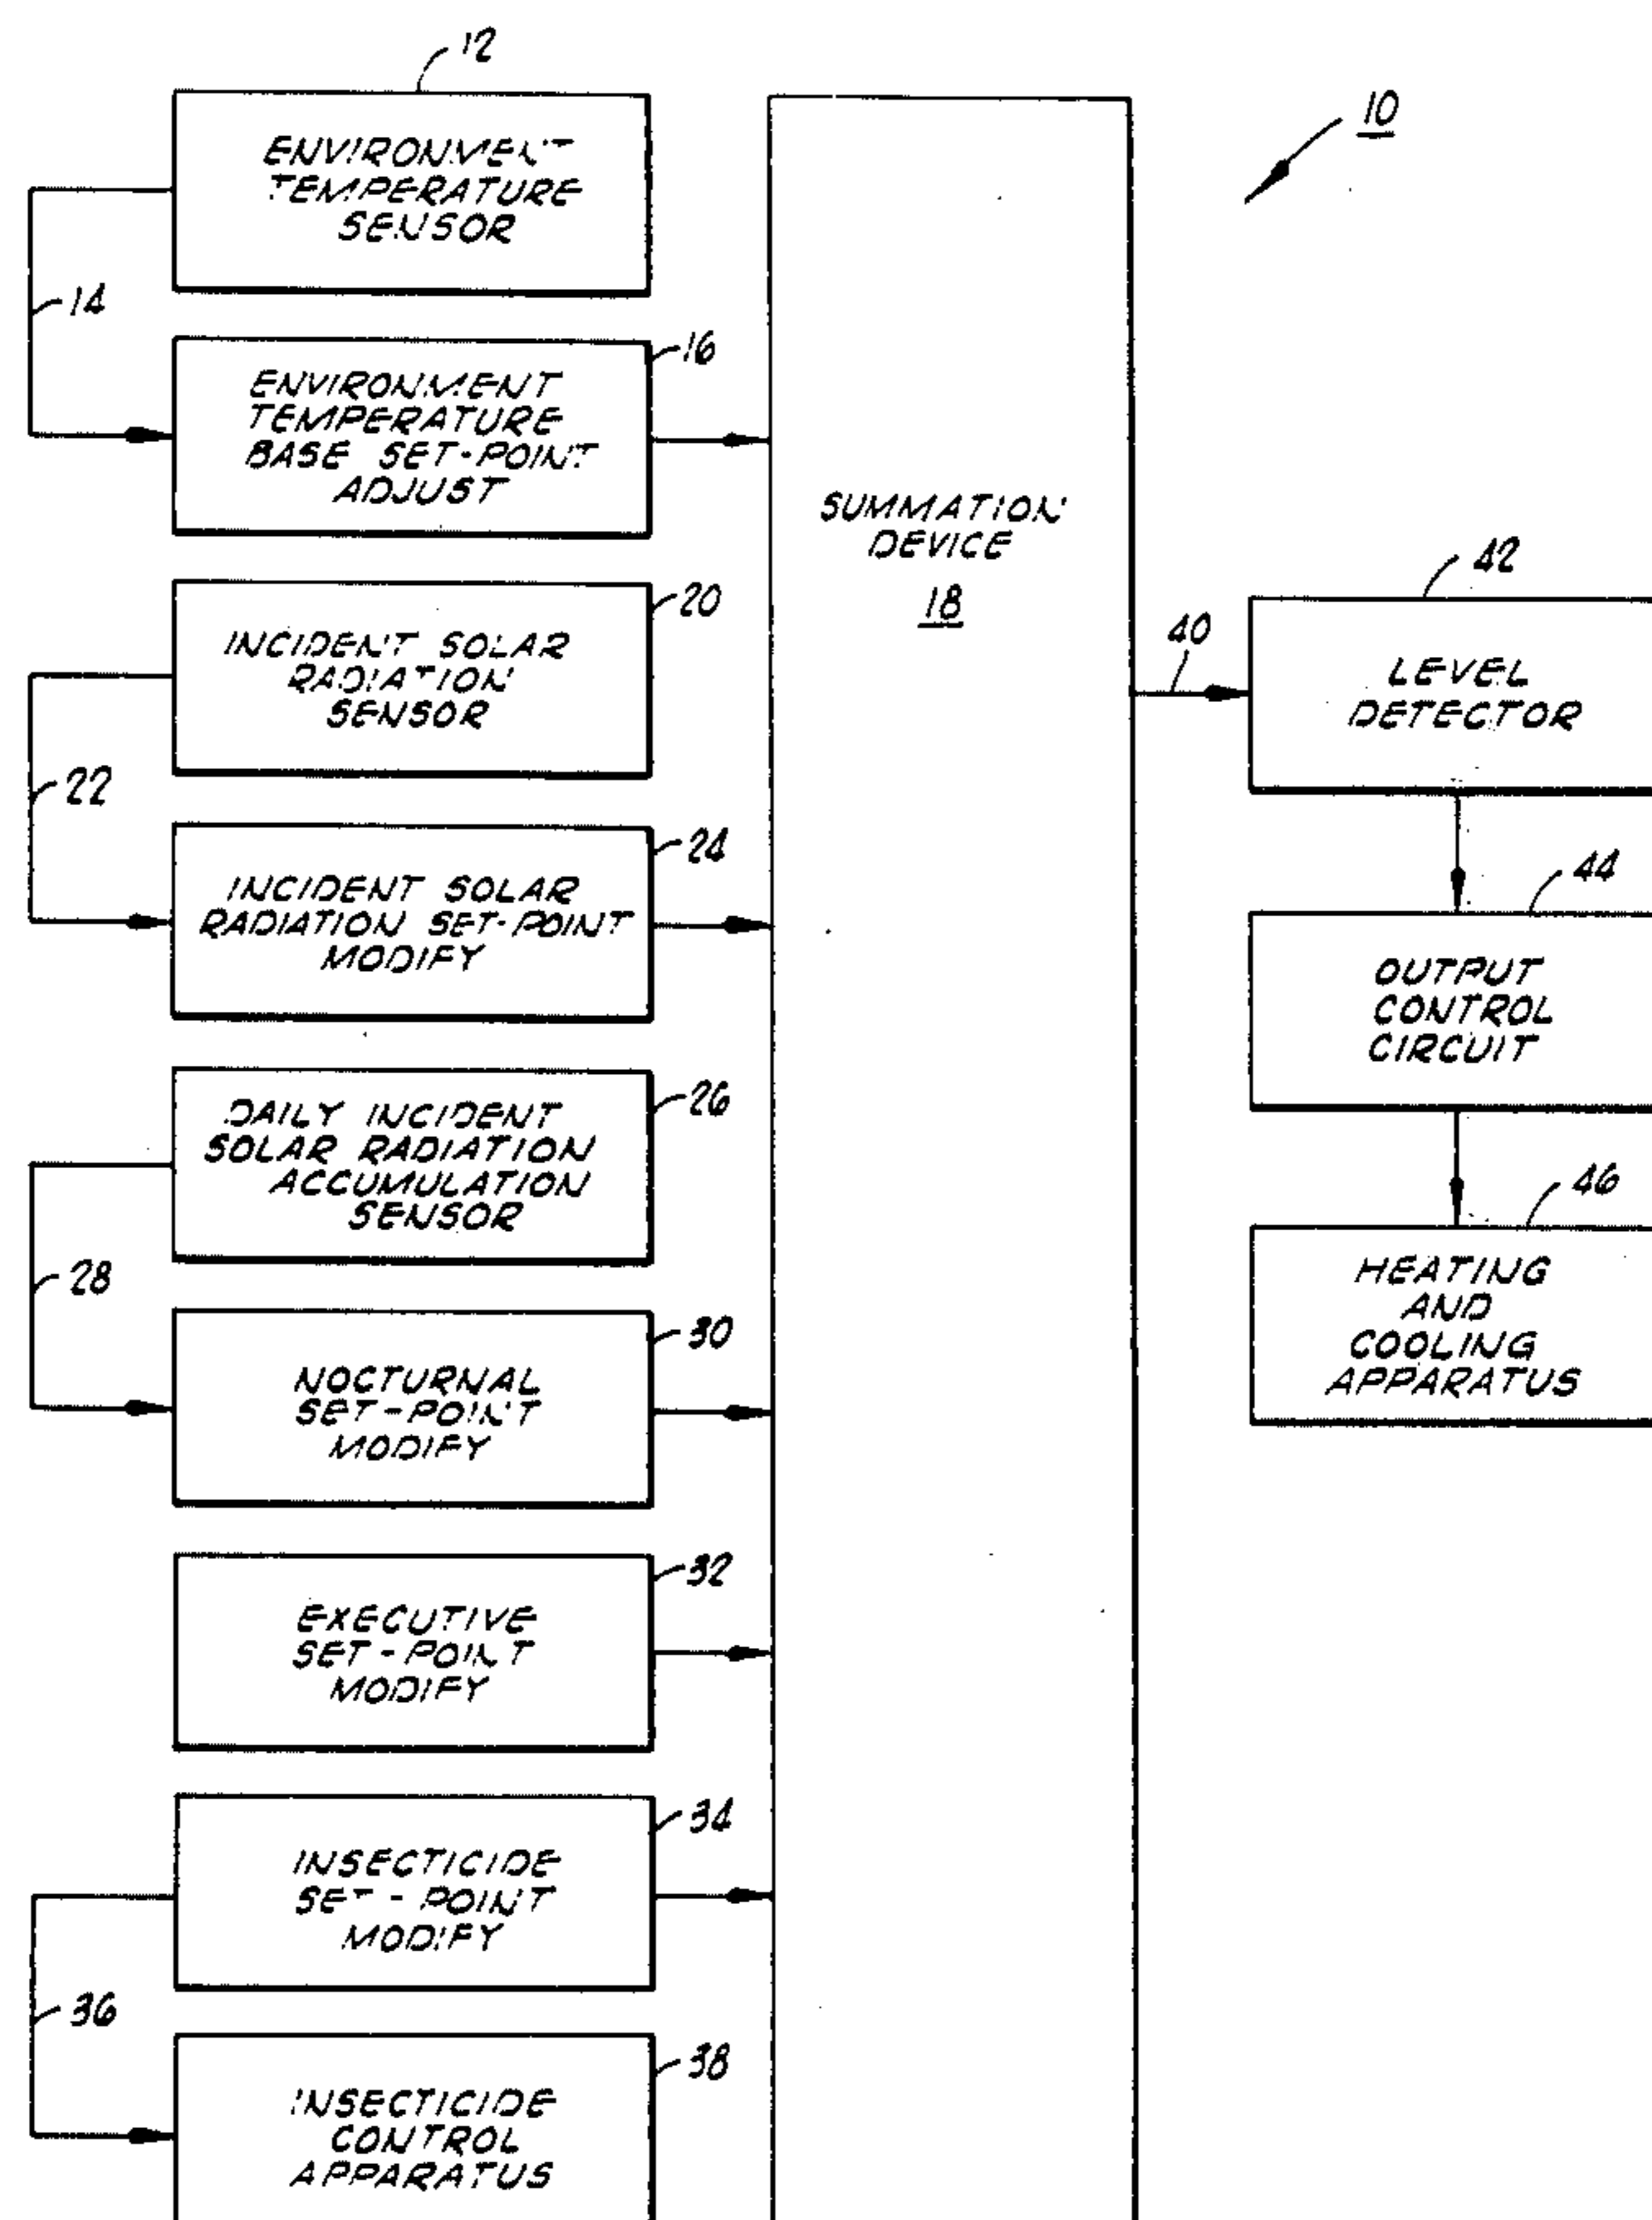 12
10
ENVIRONMENT
TEMPERATURE
SENSOR
14
16
ENVIRONMENT
TEMPERATURE
BASE SET-POINT
ADJUST
20
INCIDENT SOLAR
RADIATION
SENSOR
22
24
INCIDENT SOLAR
RADIATION SET-POINT
MODIFY
26
DAILY INCIDENT
SOLAR RADIATION
ACCUMULATION
SENSOR
28
30
NOCTURNAL
SET-POINT
MODIFY
32
EXECUTIVE
SET-POINT
MODIFY
34
INSECTICIDE
SET-POINT
MODIFY
36
38
INSECTICIDE
CONTROL
APPARATUS
SUMMATION
DEVICE
18
40
42
LEVEL
DETECTOR
44
OUTPUT
CONTROL
CIRCUIT
46
HEATING
AND
COOLING
APPARATUS